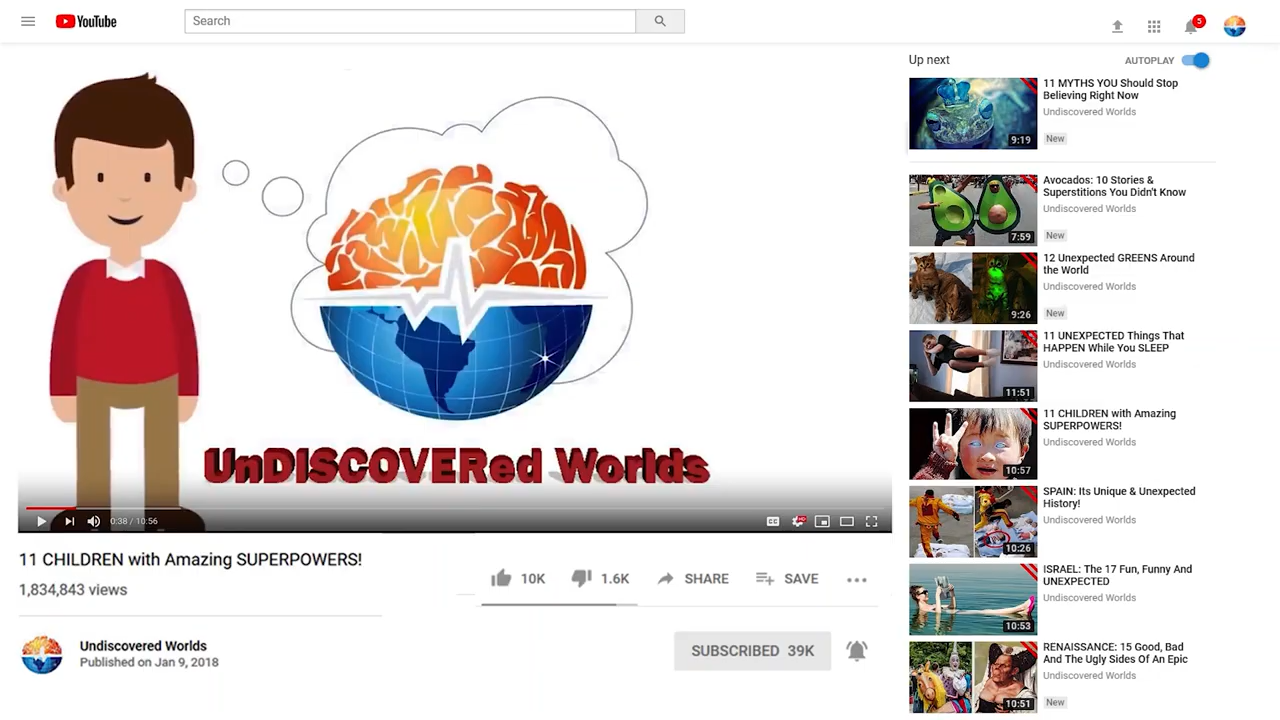 YouTube
Search
5
Up next
AUTOPLAY
11 MYTHS YOU Should Stop
Believing Right Now
Undiscovered Worlds
New
9:19
Avocados: 10 Stories &
Superstitions You Didn't Know
Undiscovered Worlds
New
7:59
12 Unexpected GREENS Around
the World
Undiscovered Worlds
New
9:26
11 UNEXPECTED Things That
HAPPEN While You SLEEP
Undiscovered Worlds
11:51
11 CHILDREN with Amazing
SUPERPOWERS!
Undiscovered Worlds
10:57
SPAIN: Its Unique & Unexpected
History!
Undiscovered Worlds
10:26
ISRAEL: The 17 Fun, Funny And
UNEXPECTED
Undiscovered Worlds
10:53
RENAISSANCE: 15 Good, Bad
And The Ugly Sides Of An Epic
Undiscovered Worlds
New
10:51
UnDISCOVERed Worlds
0:38 / 10:56
CC
HD
11 CHILDREN with Amazing SUPERPOWERS!
1,834,843 views
10K
1.6K
SHARE
SAVE
Undiscovered Worlds
Published on Jan 9, 2018
SUBSCRIBED 39K